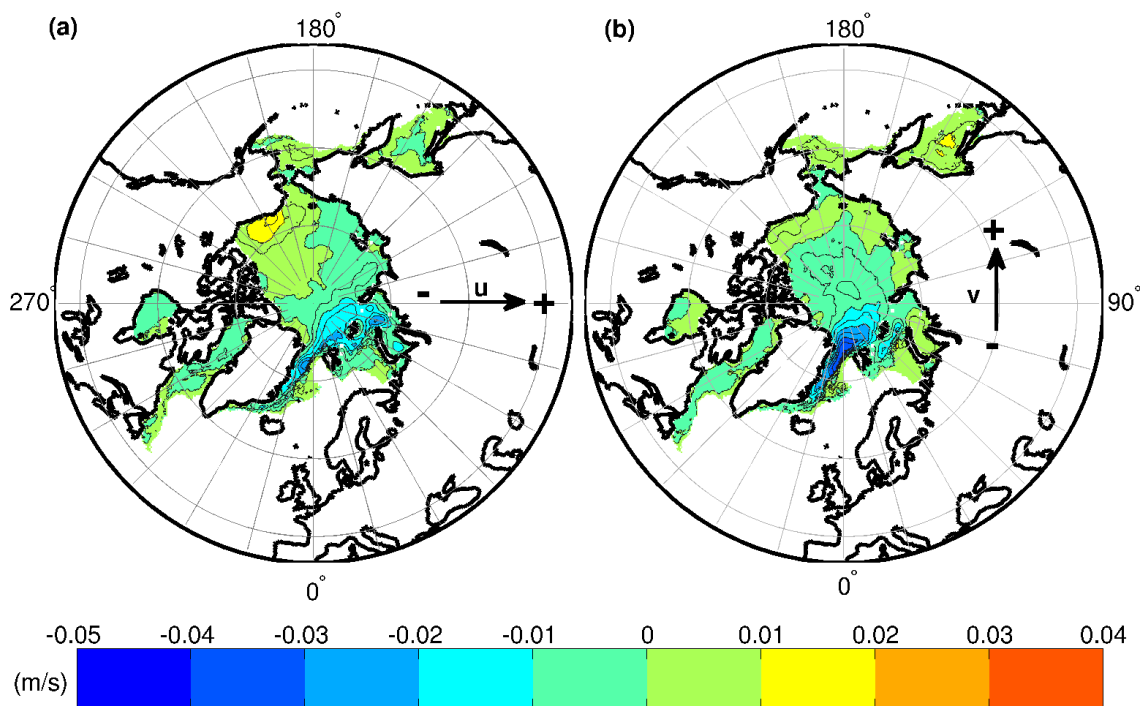 (a) 180° (b) 180°
270° - u + + v - 90°
0° 0°
-0.05 -0.04 -0.03 -0.02 -0.01 0 0.01 0.02 0.03 0.04
(m/s)